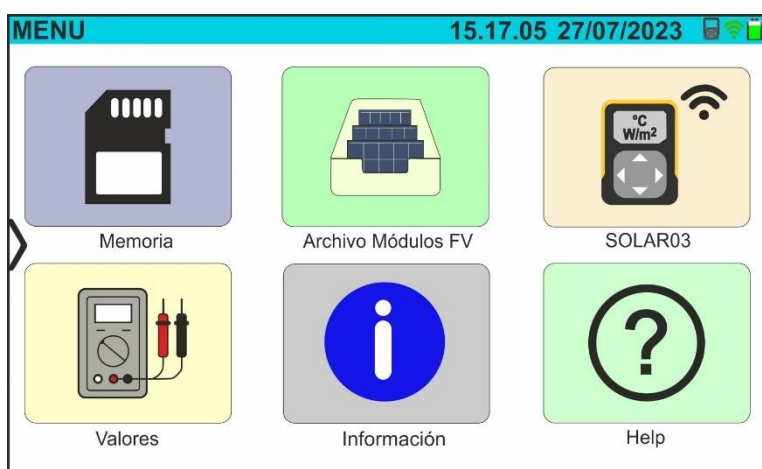 MENU 15.17.05 27/07/2023
°C
W/m²
Memoria Archivo Módulos FV SOLAR03
Valores Información Help